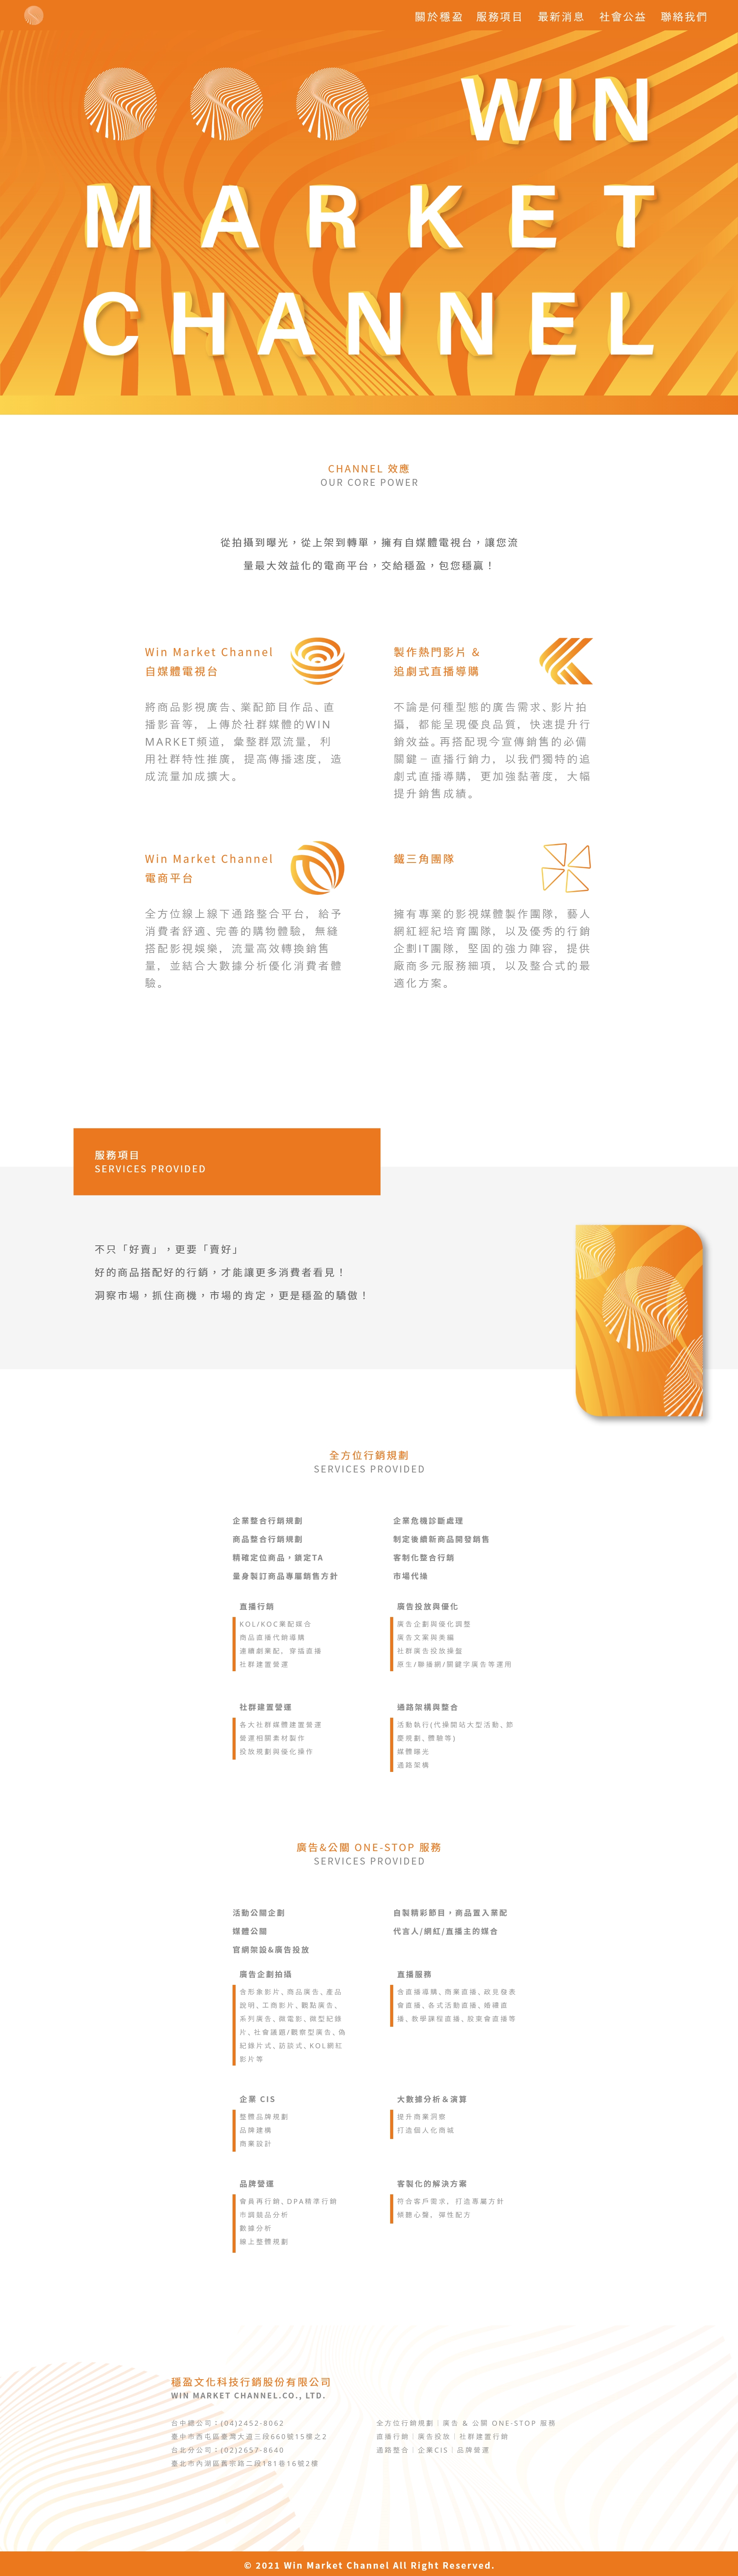 關於穩盈 服務項目 最新消息 社會公益 聯絡我們
WIN
MARKET
CHANNEL
CHANNEL 效應
OUR CORE POWER
從拍攝到曝光，從上架到轉單，擁有自媒體電視台，讓您流
量最大效益化的電商平台，交給穩盈，包您穩贏！
Win Market Channel
自媒體電視台
將商品影視廣告、業配節目作品、直
播影音等，上傳於社群媒體的WIN
MARKET頻道，彙整群眾流量，利
用社群特性推廣，提高傳播速度，造
成流量加成擴大。
製作熱門影片 &
追劇式直播導購
不論是何種型態的廣告需求、影片拍
攝，都能呈現優良品質，快速提升行
銷效益。再搭配現今宣傳銷售的必備
關鍵－直播行銷力，以我們獨特的追
劇式直播導購，更加強黏著度，大幅
提升銷售成績。
Win Market Channel
電商平台
全方位線上線下通路整合平台，給予
消費者舒適、完善的購物體驗，無縫
搭配影視娛樂，流量高效轉換銷售
量，並結合大數據分析優化消費者體
驗。
鐵三角團隊
擁有專業的影視媒體製作團隊，藝人
網紅經紀培育團隊，以及優秀的行銷
企劃IT團隊，堅固的強力陣容，提供
廠商多元服務細項，以及整合式的最
適化方案。
服務項目
SERVICES PROVIDED
不只「好賣」，更要「賣好」
好的商品搭配好的行銷，才能讓更多消費者看見！
洞察市場，抓住商機，市場的肯定，更是穩盈的驕傲！
全方位行銷規劃
SERVICES PROVIDED
企業整合行銷規劃
商品整合行銷規劃
精確定位商品，鎖定TA
量身製訂商品專屬銷售方針
企業危機診斷處理
制定後續新商品開發銷售
客制化整合行銷
市場代操
直播行銷
KOL/KOC業配媒合
商品直播代銷導購
連續劇業配，穿插直播
社群建置營運
廣告投放與優化
廣告企劃與優化調整
廣告文案與美編
社群廣告投放操盤
原生/聯播網/關鍵字廣告等運用
社群建置營運
各大社群媒體建置營運
營運相關素材製作
投放規劃與優化操作
通路架構與整合
活動執行(代操開站大型活動、節
慶規劃、體驗等)
媒體曝光
通路架構
廣告&公關 ONE-STOP 服務
SERVICES PROVIDED
活動公關企劃
媒體公關
官網架設&廣告投放
自製精彩節目，商品置入業配
代言人/網紅/直播主的媒合
廣告企劃拍攝
含形象影片、商品廣告、產品
說明、工商影片、觀點廣告、
系列廣告、微電影、微型紀錄
片、社會議題/觀察型廣告、偽
紀錄片式、訪談式、KOL網紅
影片等
直播服務
含直播導購、商業直播、政見發表
會直播、各式活動直播、婚禮直
播、教學課程直播、股東會直播等
企業 CIS
整體品牌規劃
品牌建構
商業設計
大數據分析＆演算
提升商業洞察
打造個人化商城
品牌營運
會員再行銷、DPA精準行銷
市調競品分析
數據分析
線上整體規劃
客製化的解決方案
符合客戶需求，打造專屬方針
傾聽心聲，彈性配方
穩盈文化科技行銷股份有限公司
WIN MARKET CHANNEL.CO., LTD.
台中總公司：(04)2452-8062
臺中市西屯區臺灣大道三段660號15樓之2
台北分公司：(02)2657-8640
臺北市內湖區舊宗路二段181巷16號2樓
全方位行銷規劃｜廣告 & 公關 ONE-STOP 服務
直播行銷｜廣告投放｜社群建置行銷
通路整合｜企業CIS｜品牌營運
© 2021 Win Market Channel All Right Reserved.